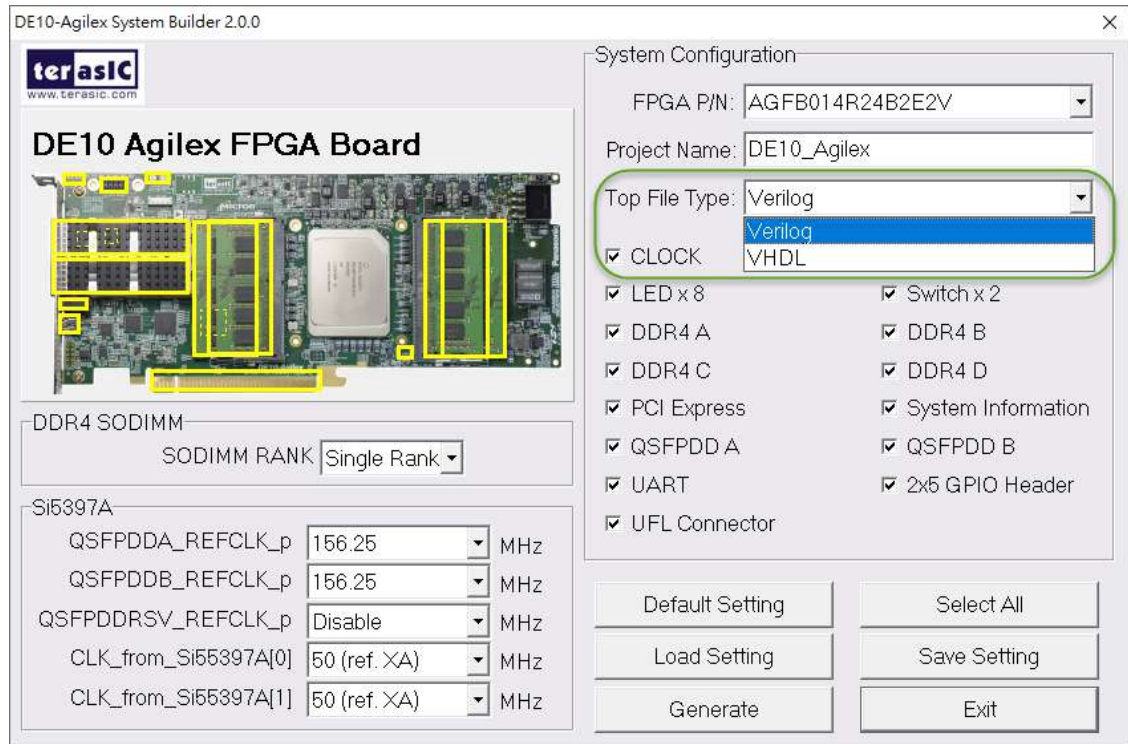 DE10-Agilex System Builder 2.0.0
terasIC
www.terasic.com
DE10 Agilex FPGA Board
DDR4 SODIMM
SODIMM RANK Single Rank
Si5397A
QSFPDDA_REFCLK_p 156.25 MHz
QSFPDDB_REFCLK_p 156.25 MHz
QSFPDDRSV_REFCLK_p Disable MHz
CLK_from_Si55397A[0] 50 (ref. XA) MHz
CLK_from_Si55397A[1] 50 (ref. XA) MHz
System Configuration
FPGA P/N: AGFB014R24B2E2V
Project Name: DE10_Agilex
Top File Type: Verilog
Verilog
VHDL
CLOCK
LED x 8 Switch x 2
DDR4 A DDR4 B
DDR4 C DDR4 D
PCI Express System Information
QSFPDD A QSFPDD B
UART 2x5 GPIO Header
UFL Connector
Default Setting Select All
Load Setting Save Setting
Generate Exit